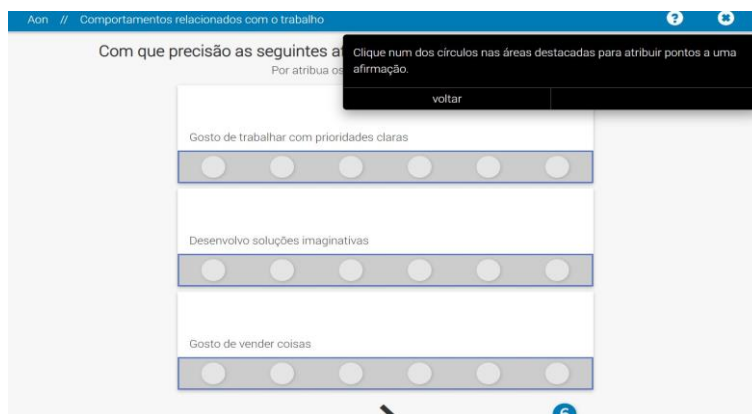 Aon // Comportamentos relacionados com o trabalho
Com que precisão as seguintes
Por atribua os
Clique num dos círculos nas áreas destacadas para atribuir pontos a uma
afirmação.
voltar
Gosto de trabalhar com prioridades claras
Desenvolvo soluções imaginativas
Gosto de vender coisas